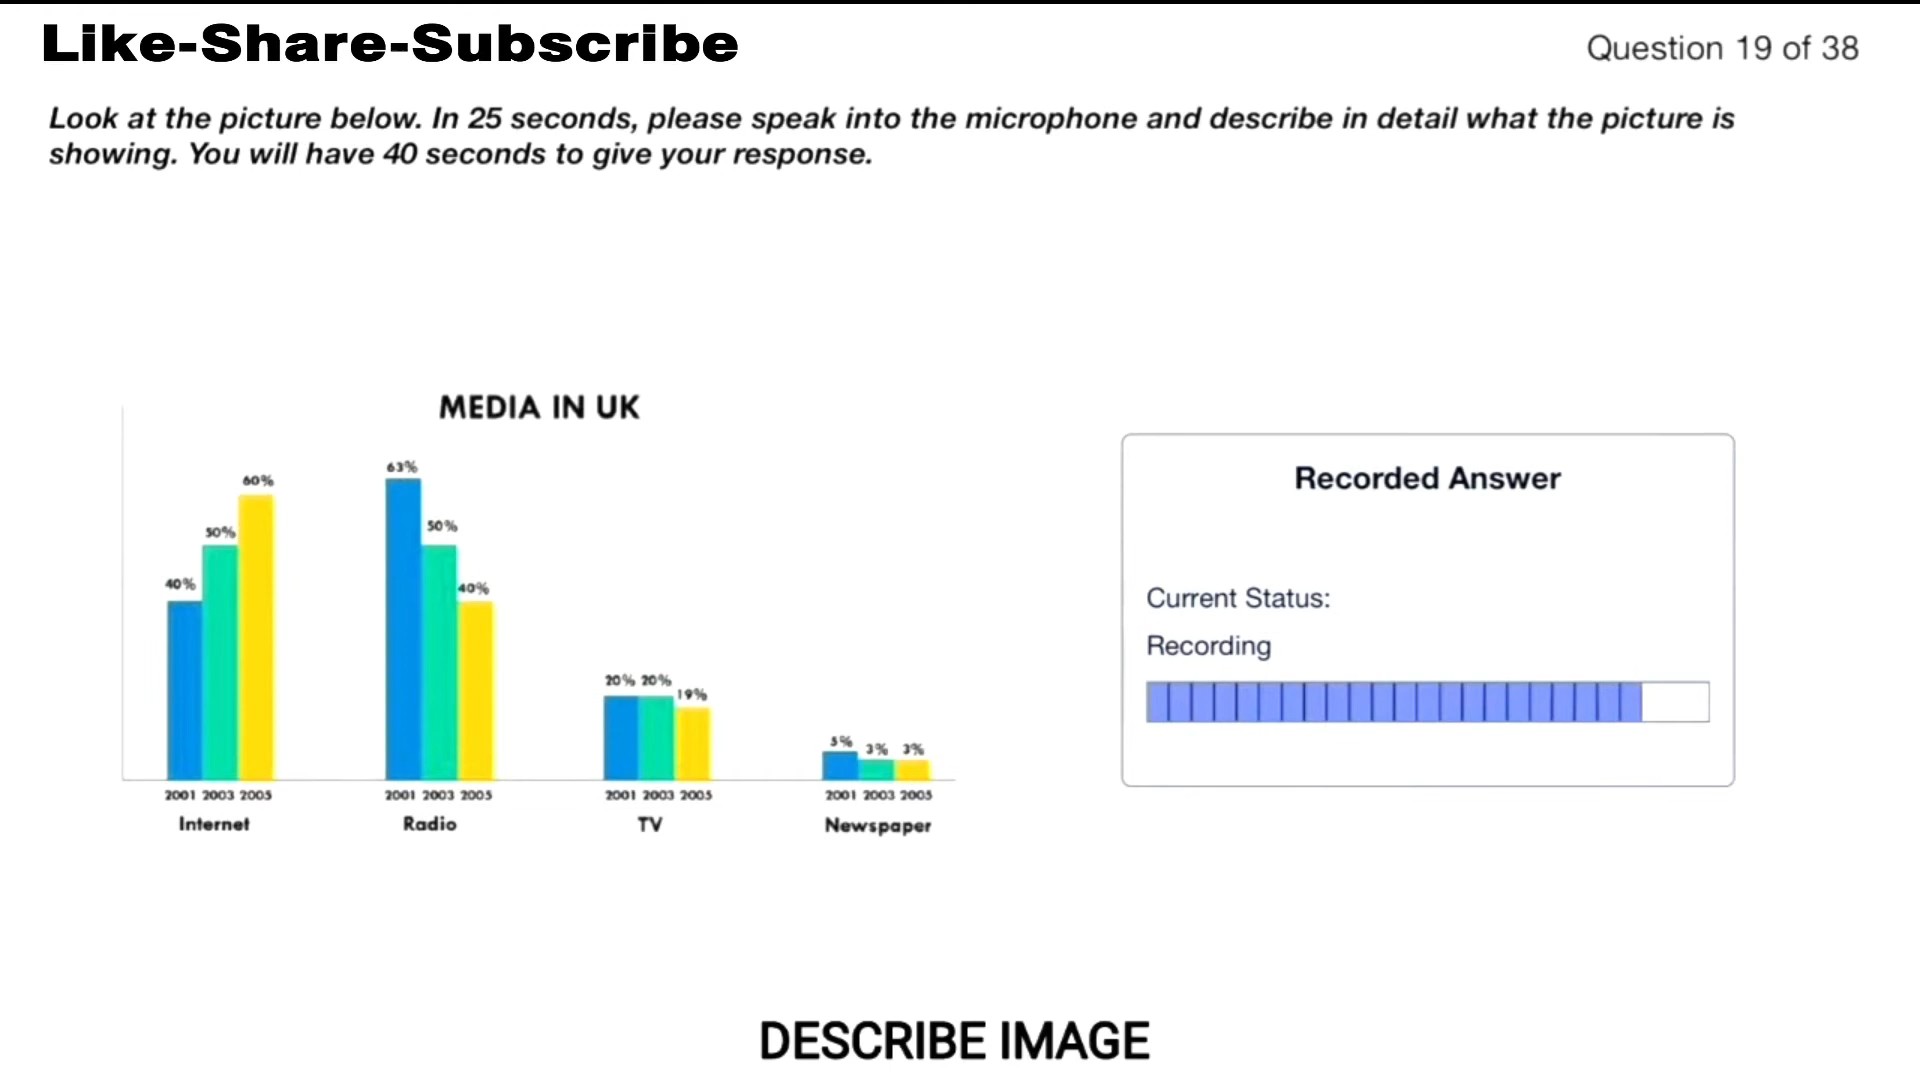 Like-Share-Subscribe
Question 19 of 38
Look at the picture below. In 25 seconds, please speak into the microphone and describe in detail what the picture is
showing. You will have 40 seconds to give your response.
MEDIA IN UK
40% 50% 60%
63% 50% 40%
20% 20% 19%
5% 3% 3%
2001 2003 2005 2001 2003 2005 2001 2003 2005 2001 2003 2005
Internet Radio TV Newspaper
Recorded Answer
Current Status:
Recording
DESCRIBE IMAGE